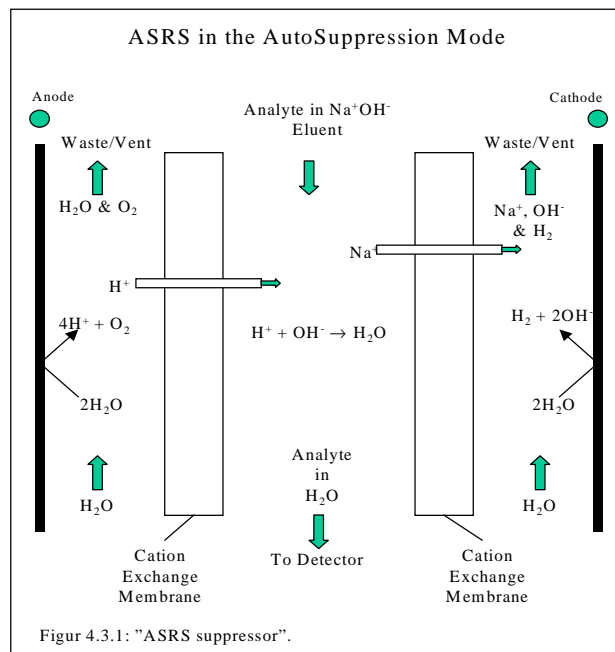 ASRS in the AutoSuppression Mode
Anode
Analyte in Na⁺OH⁻
Eluent
Cathode
Waste/Vent
Waste/Vent
H₂O & O₂
Na⁺, OH⁻
& H₂
Na⁺
H⁺
4H⁺ + O₂
H⁺ + OH⁻ → H₂O
H₂ + 2OH⁻
2H₂O
2H₂O
Analyte
in
H₂O
H₂O
H₂O
Cation
Exchange
Membrane
To Detector
Cation
Exchange
Membrane
Figur 4.3.1: ”ASRS suppressor”.